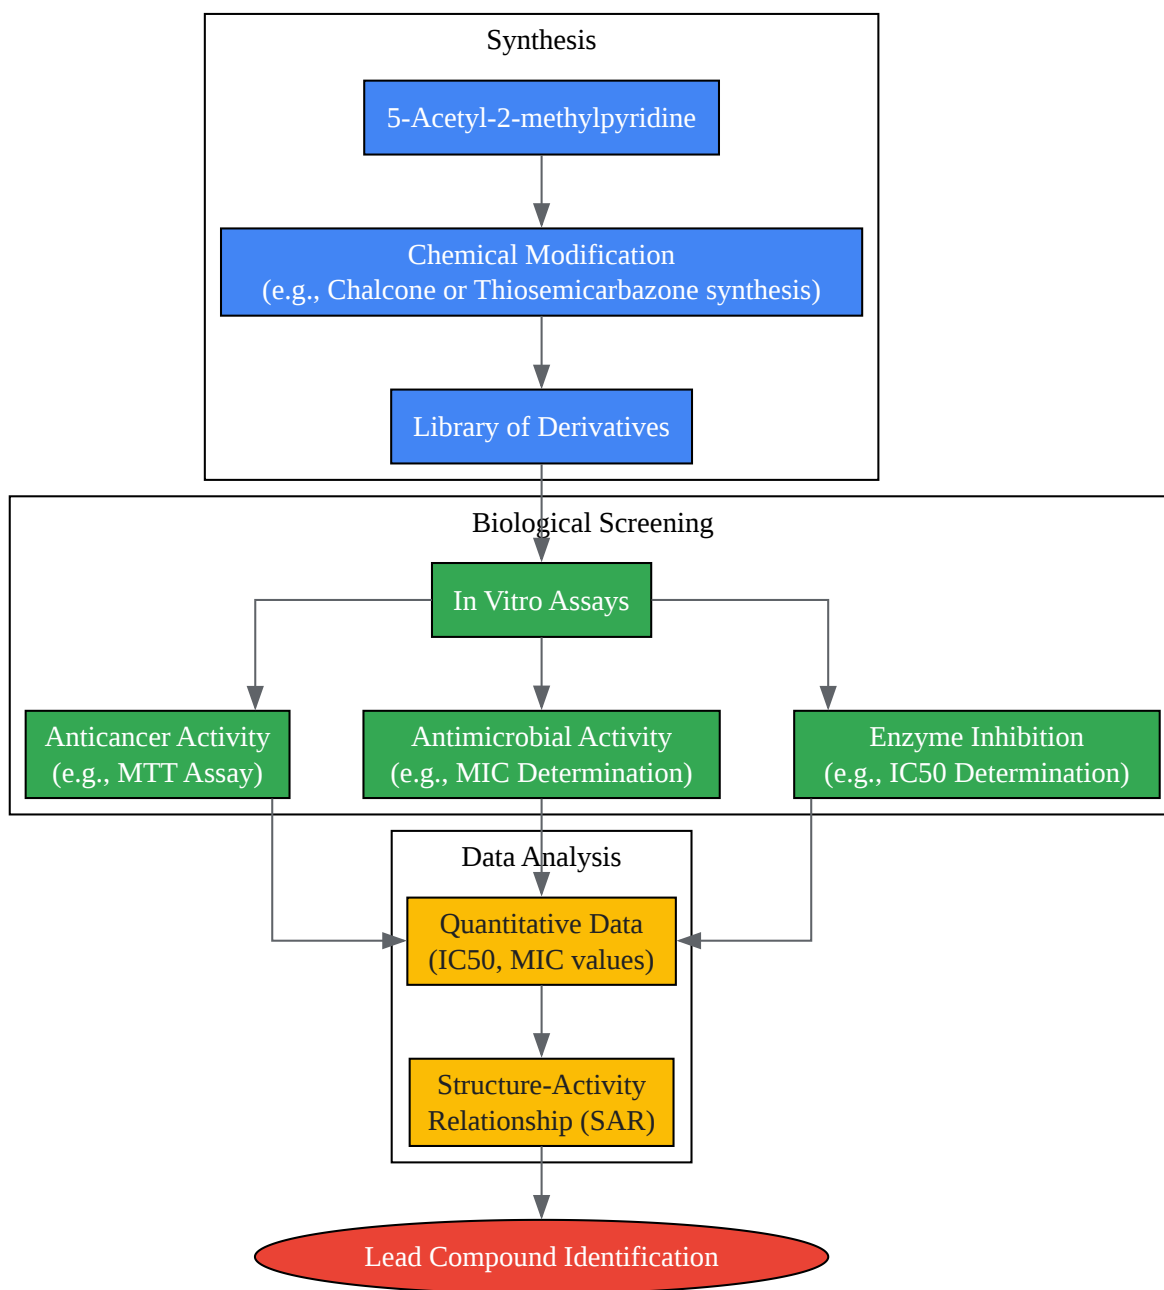 Synthesis
5-Acetyl-2-methylpyridine
Chemical Modification
(e.g., Chalcone or Thiosemicarbazone synthesis)
Library of Derivatives
Biological Screening
In Vitro Assays
Anticancer Activity
(e.g., MTT Assay)
Antimicrobial Activity
(e.g., MIC Determination)
Enzyme Inhibition
(e.g., IC50 Determination)
Data Analysis
Quantitative Data
(IC50, MIC values)
Structure-Activity
Relationship (SAR)
Lead Compound Identification